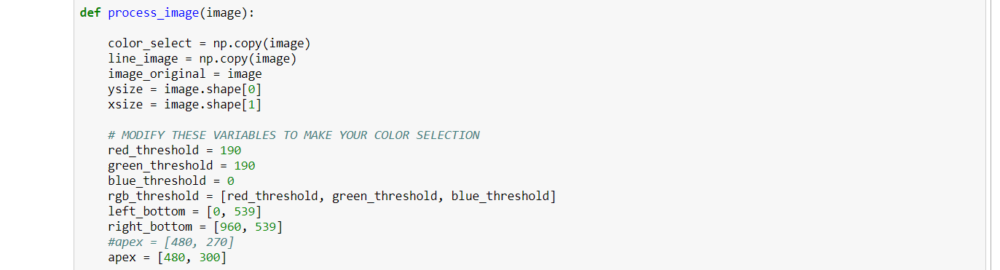 def process_image(image):
    color_select = np.copy(image)
    line_image = np.copy(image)
    image_original = image
    ysize = image.shape[0]
    xsize = image.shape[1]
    # MODIFY THESE VARIABLES TO MAKE YOUR COLOR SELECTION
    red_threshold = 190
    green_threshold = 190
    blue_threshold = 0
    rgb_threshold = [red_threshold, green_threshold, blue_threshold]
    left_bottom = [0, 539]
    right_bottom = [960, 539]
    #apex = [480, 270]
    apex = [480, 300]